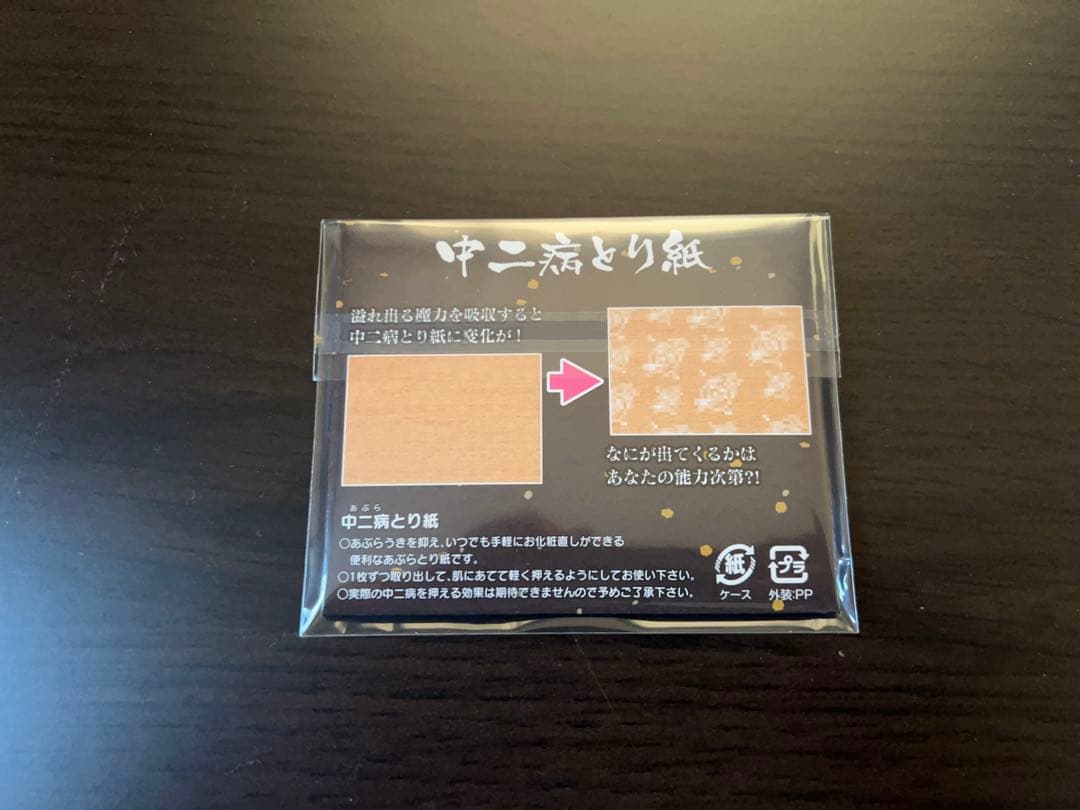 中二病とり紙
溢れ出る魔力を吸収すると
中二病とり紙に変化が！
なにが出てくるかは
あなたの能力次第?!
あぶら
中二病とり紙
○あぶらうきを抑え、いつでも手軽にお化粧直しができる
便利なあぶらとり紙です。
○1枚ずつ取り出して、肌にあてて軽く押えるようにしてお使い下さい。
○実際の中二病を押える効果は期待できませんので予めご了承下さい。
紙
ケース
プラ
外装:PP